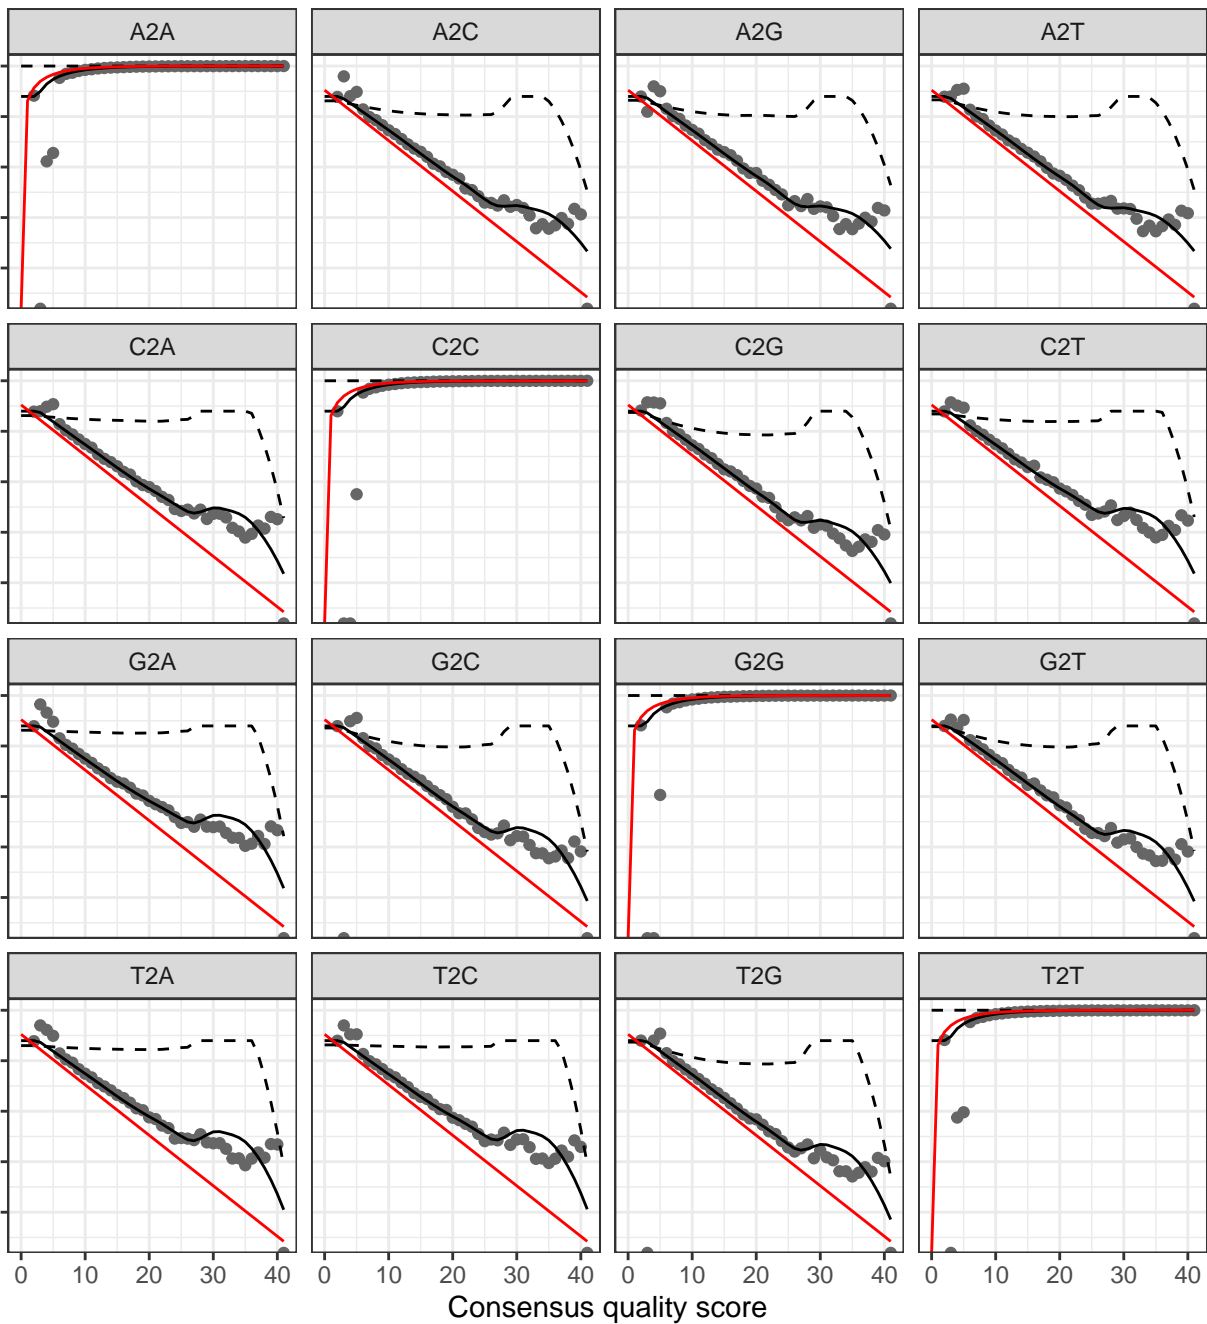 A2A A2C A2G A2T
C2A C2C C2G C2T
G2A G2C G2G G2T
T2A T2C T2G T2T
0 10 20 30 40 0 10 20 30 40 0 10 20 30 40 0 10 20 30 40
Consensus quality score